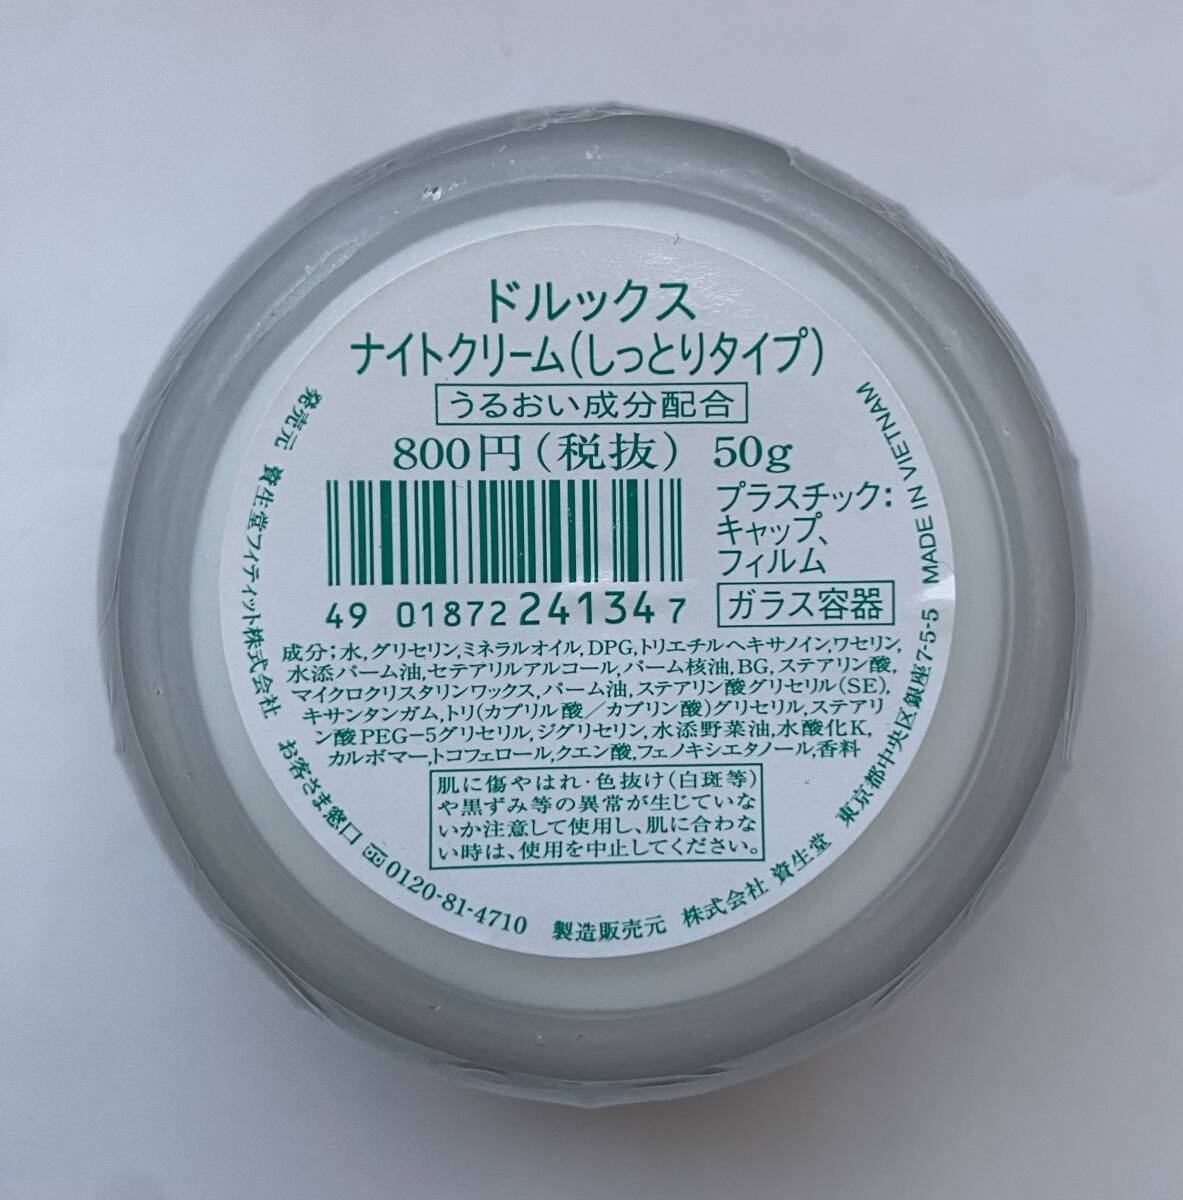 ドルックス
ナイトクリーム(しっとりタイプ)
うるおい成分配合
800円(税抜) 50g
プラスチック:
キャップ、
フィルム
ガラス容器
49 01872 24134 7
成分:水,グリセリン,ミネラルオイル,DPG,トリエチルヘキサノイン,ワセリン,
水添パーム油,セテアリルアルコール,パーム核油,BG,ステアリン酸,
マイクロクリスタリンワックス,パーム油,ステアリン酸グリセリル(SE),
キサンタンガム,トリ(カプリル酸/カプリン酸)グリセリル,ステアリ
ン酸PEG-5グリセリル,ジグリセリン,水添野菜油,水酸化K,
カルボマー,トコフェロール,クエン酸,フェノキシエタノール,香料
肌に傷やはれ・色抜け(白斑等)
や黒ずみ等の異常が生じていな
いか注意して使用し、肌に合わな
い時は、使用を中止してください。
発売元 資生堂フィティット株式会社 お客さま窓口 0120-81-4710
製造販売元 株式会社 資生堂 東京都中央区銀座7-5-5 MADE IN VIETNAM